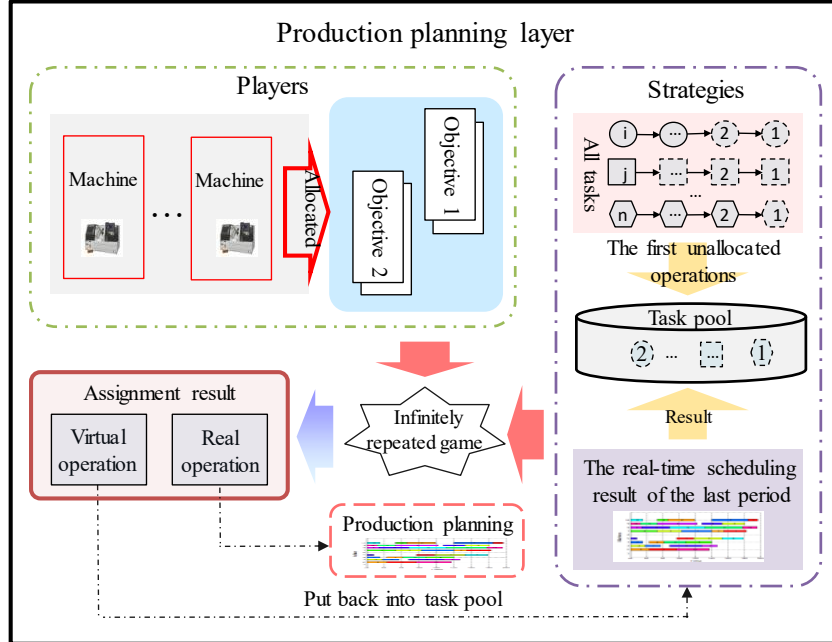 Production planning layer
Players
Machine
...
Machine
Allocated
Objective 1
Objective 2
Strategies
All tasks
i ... 2 1
j ... 2 1
...
n ... 2 1
The first unallocated
operations
Task pool
2 ... ... 1
Result
The real-time scheduling
result of the last period
Infinitely
repeated game
Assignment result
Virtual
operation
Real
operation
Production planning
Put back into task pool